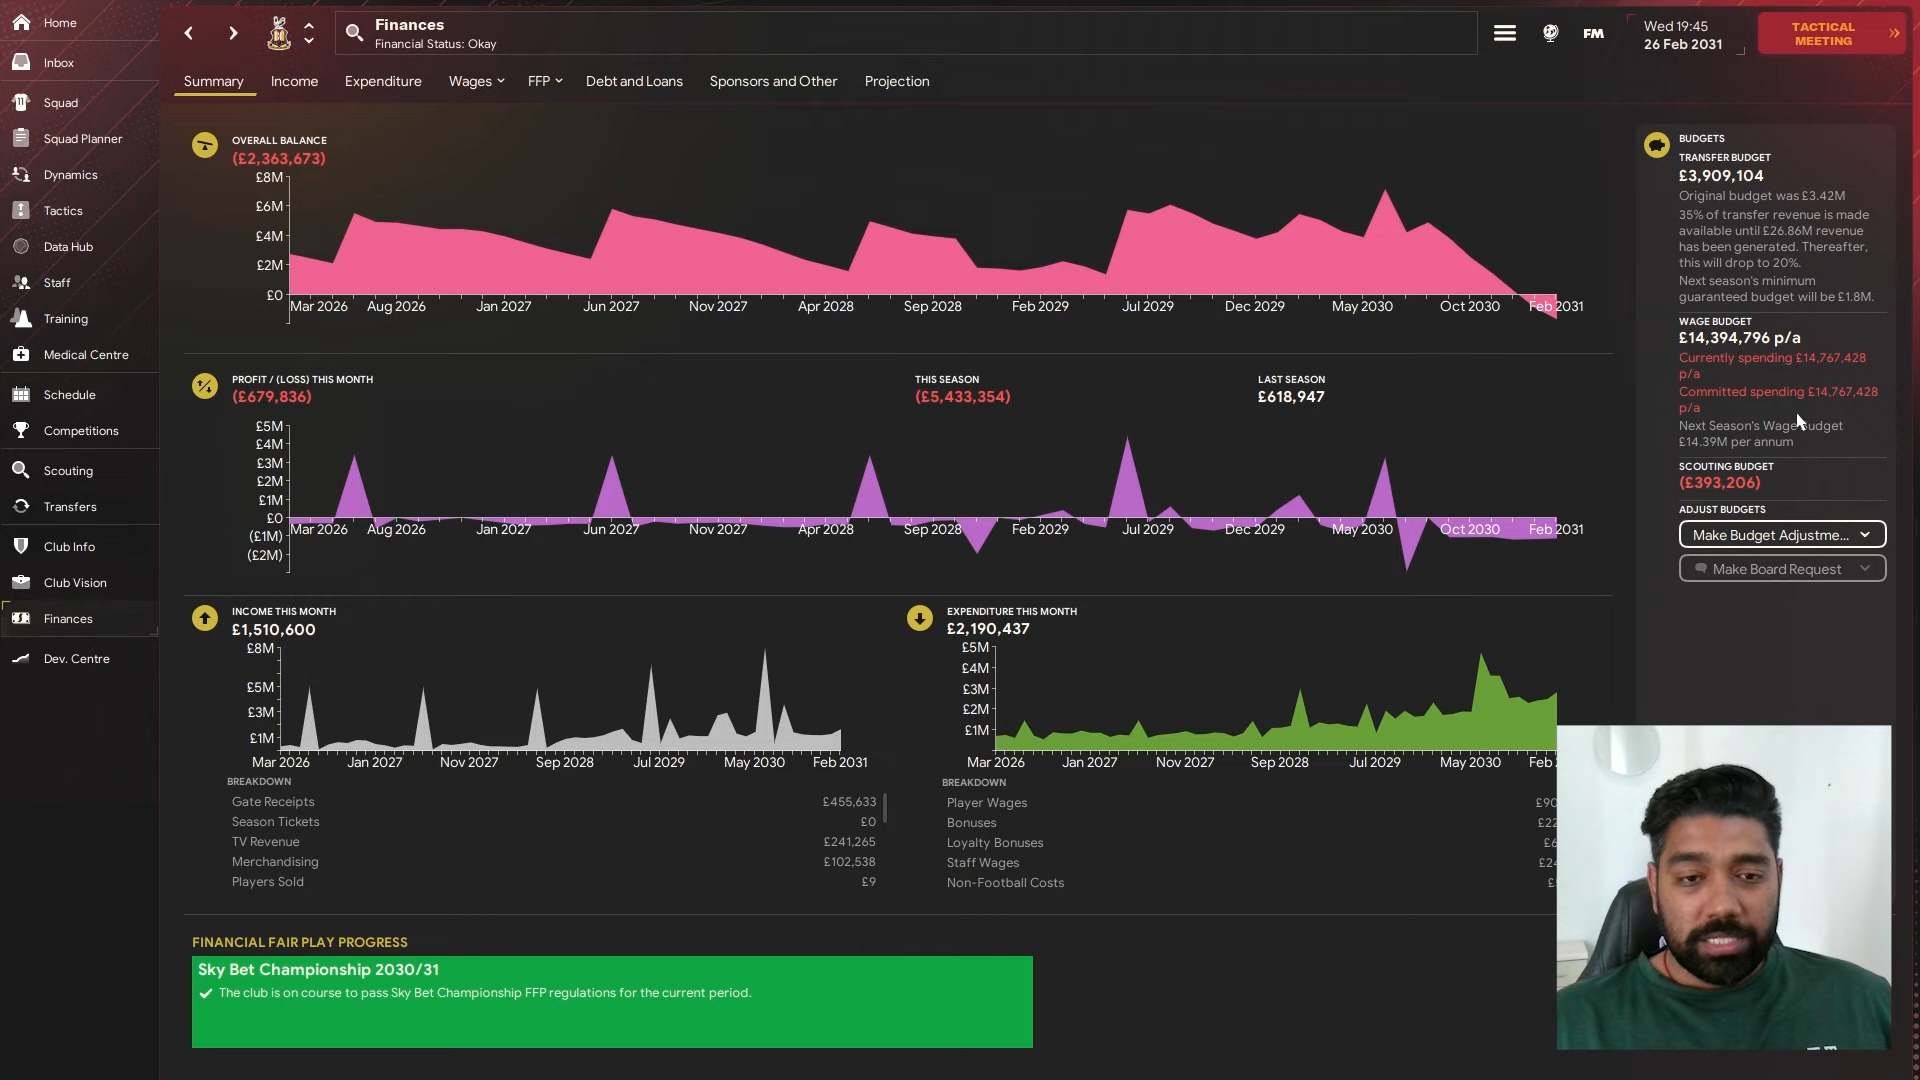 Home
Inbox
Squad
Squad Planner
Dynamics
Tactics
Data Hub
Staff
Training
Medical Centre
Schedule
Competitions
Scouting
Transfers
Club Info
Club Vision
Finances
Dev. Centre
Finances
Financial Status: Okay
FM
Wed 19:45
26 Feb 2031
TACTICAL
MEETING
Summary
Income
Expenditure
Wages
FFP
Debt and Loans
Sponsors and Other
Projection
OVERALL BALANCE
(£2,363,673)
£8M
£6M
£4M
£2M
£0
Mar 2026 Aug 2026 Jan 2027 Jun 2027 Nov 2027 Apr 2028 Sep 2028 Feb 2029 Jul 2029 Dec 2029 May 2030 Oct 2030 Feb 2031
PROFIT / (LOSS) THIS MONTH
(£679,836)
THIS SEASON
(£5,433,354)
LAST SEASON
£618,947
£5M
£4M
£3M
£2M
£1M
£0
(£1M)
(£2M)
Mar 2026 Aug 2026 Jan 2027 Jun 2027 Nov 2027 Apr 2028 Sep 2028 Feb 2029 Jul 2029 Dec 2029 May 2030 Oct 2030 Feb 2031
INCOME THIS MONTH
£1,510,600
£8M
£5M
£3M
£1M
Mar 2026 Jan 2027 Nov 2027 Sep 2028 Jul 2029 May 2030 Feb 2031
BREAKDOWN
Gate Receipts £455,633
Season Tickets £0
TV Revenue £241,265
Merchandising £102,538
Players Sold £9
EXPENDITURE THIS MONTH
£2,190,437
£5M
£4M
£3M
£2M
£1M
Mar 2026 Jan 2027 Nov 2027 Sep 2028 Jul 2029 May 2030 Feb
BREAKDOWN
Player Wages £90
Bonuses £22
Loyalty Bonuses £6
Staff Wages £24
Non-Football Costs
FINANCIAL FAIR PLAY PROGRESS
Sky Bet Championship 2030/31
The club is on course to pass Sky Bet Championship FFP regulations for the current period.
BUDGETS
TRANSFER BUDGET
£3,909,104
Original budget was £3.42M
35% of transfer revenue is made
available until £26.86M revenue
has been generated. Thereafter,
this will drop to 20%.
Next season's minimum
guaranteed budget will be £1.8M.
WAGE BUDGET
£14,394,796 p/a
Currently spending £14,767,428
p/a
Committed spending £14,767,428
p/a
Next Season's Wage Budget
£14.39M per annum
SCOUTING BUDGET
(£393,206)
ADJUST BUDGETS
Make Budget Adjustme...
Make Board Request